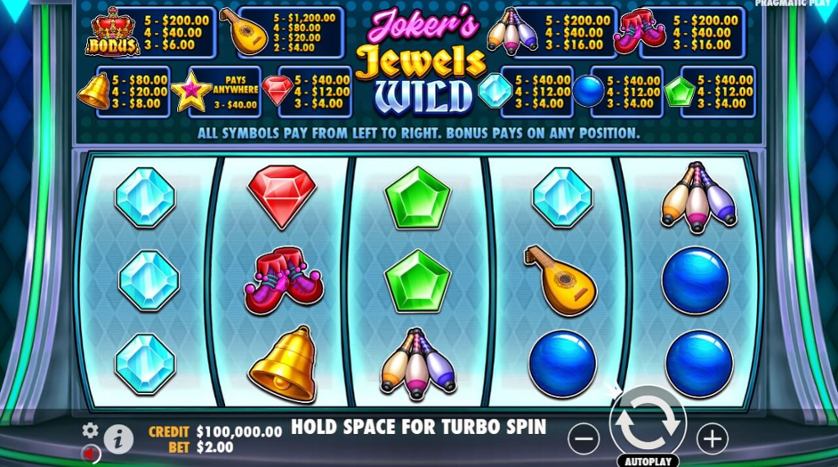 PRAGMATIC PLAY
BONUS
5 - $200.00
4 - $40.00
3 - $6.00
5 - $1,200.00
4 - $80.00
3 - $20.00
2 - $4.00
Joker's
Jewels
WILD
5 - $200.00
4 - $40.00
3 - $16.00
5 - $200.00
4 - $40.00
3 - $16.00
5 - $80.00
4 - $20.00
3 - $8.00
PAYS
ANYWHERE
3 - $40.00
5 - $40.00
4 - $12.00
3 - $4.00
5 - $40.00
4 - $12.00
3 - $4.00
5 - $40.00
4 - $12.00
3 - $4.00
5 - $40.00
4 - $12.00
3 - $4.00
ALL SYMBOLS PAY FROM LEFT TO RIGHT. BONUS PAYS ON ANY POSITION.
CREDIT $100,000.00
BET $2.00
HOLD SPACE FOR TURBO SPIN
AUTOPLAY